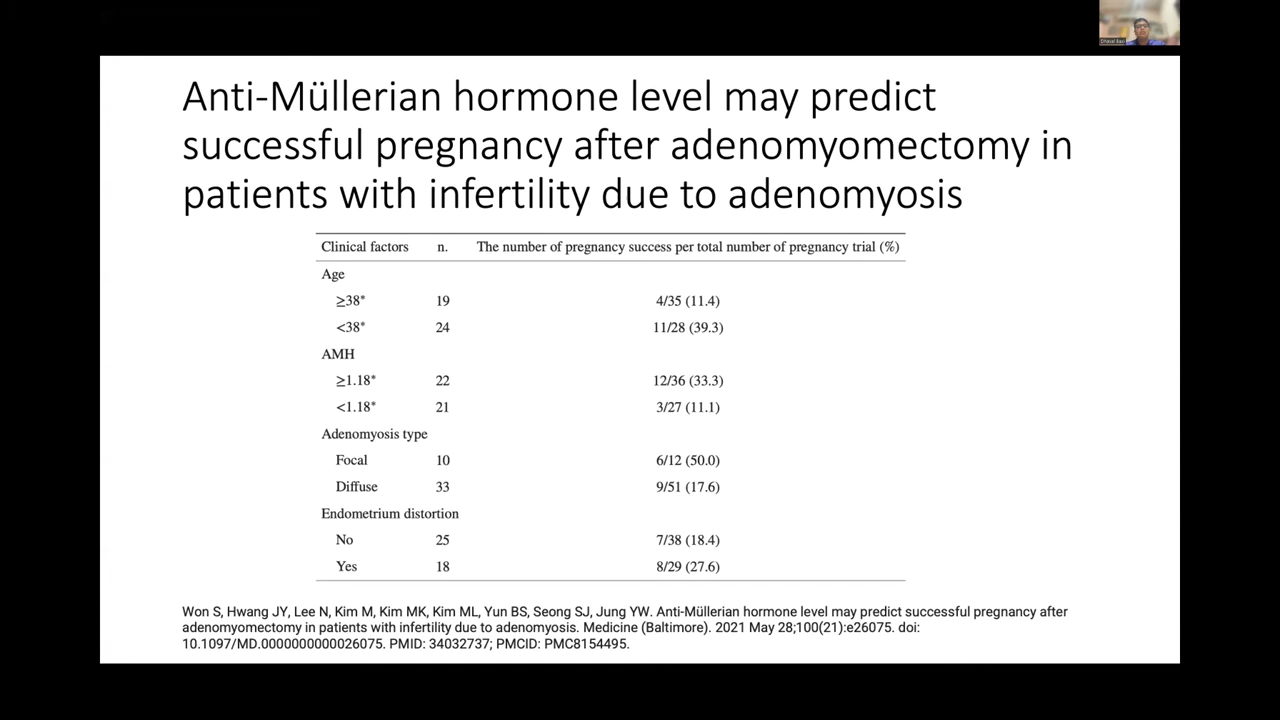 Anti-Müllerian hormone level may predict
successful pregnancy after adenomyomectomy in
patients with infertility due to adenomyosis
Clinical factors n. The number of pregnancy success per total number of pregnancy trial (%)
Age
≥38* 19 4/35 (11.4)
<38* 24 11/28 (39.3)
AMH
≥1.18* 22 12/36 (33.3)
<1.18* 21 3/27 (11.1)
Adenomyosis type
Focal 10 6/12 (50.0)
Diffuse 33 9/51 (17.6)
Endometrium distortion
No 25 7/38 (18.4)
Yes 18 8/29 (27.6)
Won S, Hwang JY, Lee N, Kim M, Kim MK, Kim ML, Yun BS, Seong SJ, Jung YW. Anti-Müllerian hormone level may predict successful pregnancy after
adenomyomectomy in patients with infertility due to adenomyosis. Medicine (Baltimore). 2021 May 28;100(21):e26075. doi:
10.1097/MD.0000000000026075. PMID: 34032737; PMCID: PMC8154495.